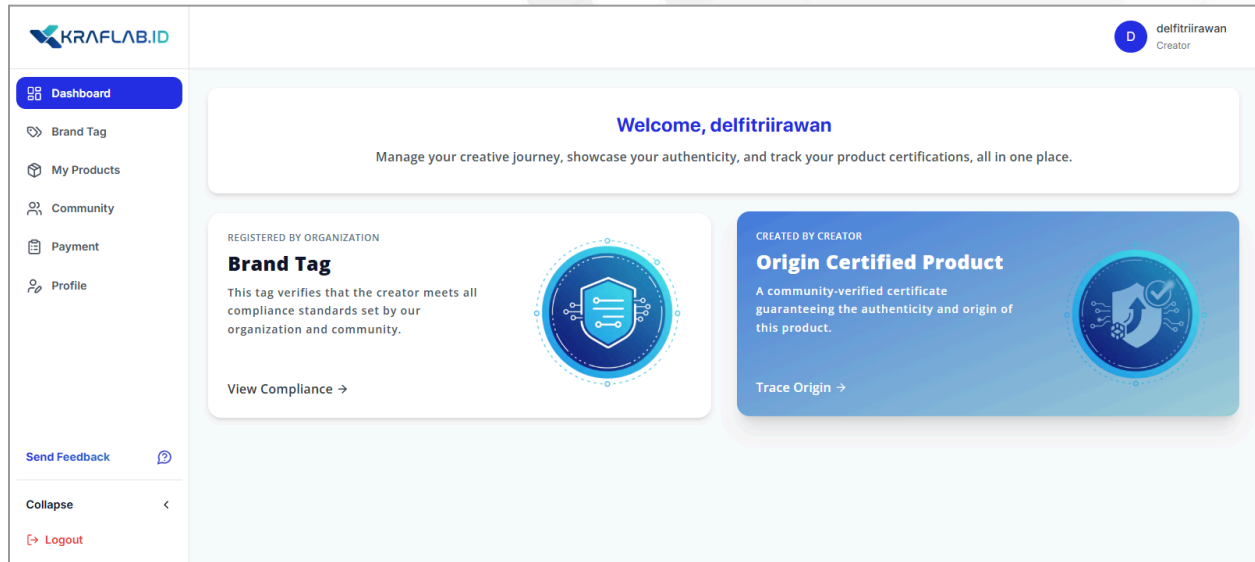 KRAFLAB.ID
delfitriirawan
D
Creator
Dashboard
Brand Tag
My Products
Community
Payment
Profile
Send Feedback
Collapse
Logout
Welcome, delfitriirawan
Manage your creative journey, showcase your authenticity, and track your product certifications, all in one place.
REGISTERED BY ORGANIZATION
Brand Tag
This tag verifies that the creator meets all
compliance standards set by our
organization and community.
View Compliance →
CREATED BY CREATOR
Origin Certified Product
A community-verified certificate
guaranteeing the authenticity and origin of
this product.
Trace Origin →